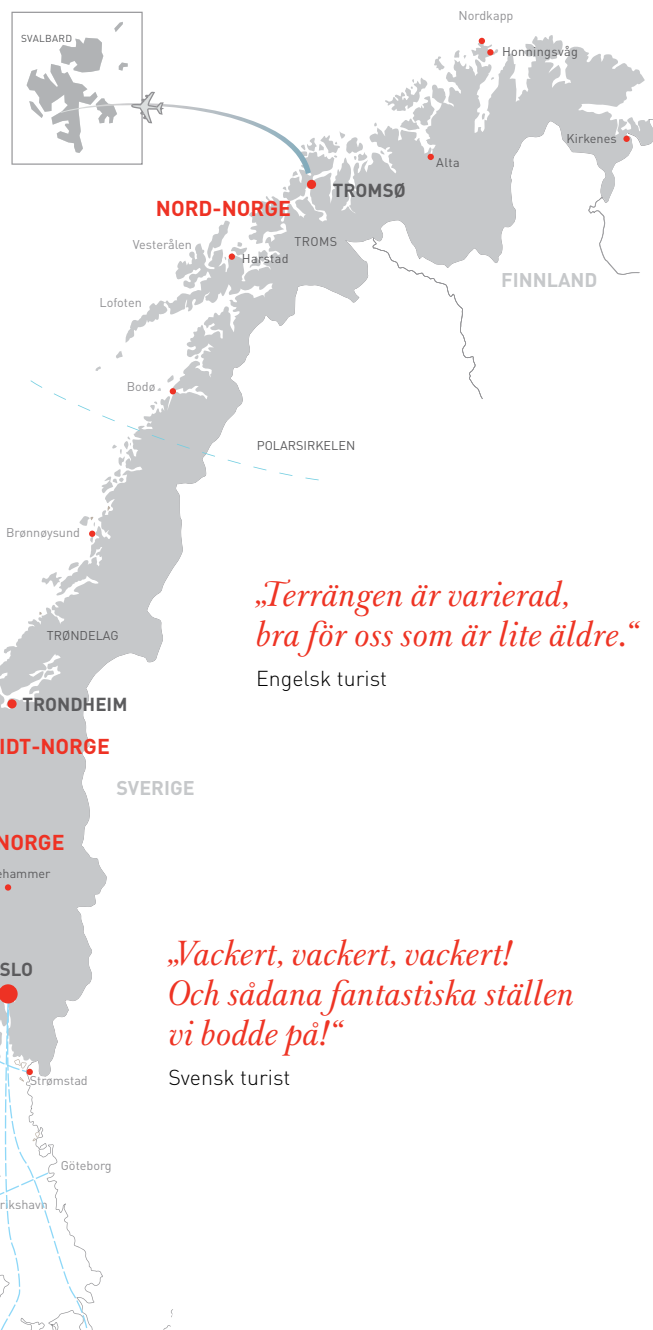 Nordkapp
SVALBARD
Honningsvåg
Kirkenes
Alta
TROMSØ
NORD-NORGE
TROMS
Vesterålen
Harstad
FINNLAND
Lofoten
Bodø
POLARSIRKELEN
Brønnøysund
„Terrängen är varierad,
bra för oss som är lite äldre.“
TRØNDELAG
Engelsk turist
TRONDHEIM
IDT-NORGE
SVERIGE
NORGE
ehammer
„Vackert, vackert, vackert!
SLO
Och sådana fantastiska ställen
vi bodde på!“
Svensk turist
Strømstad
Göteborg
rikshavn